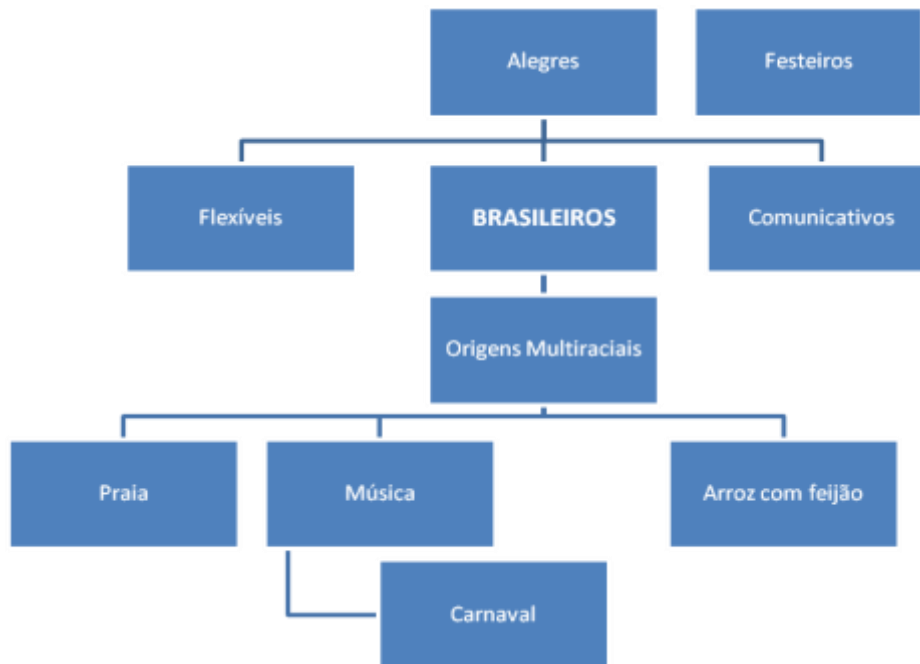 Alegres
Festeiros
Flexíveis
BRASILEIROS
Comunicativos
Origens Multiraciais
Praia
Música
Arroz com feijão
Carnaval